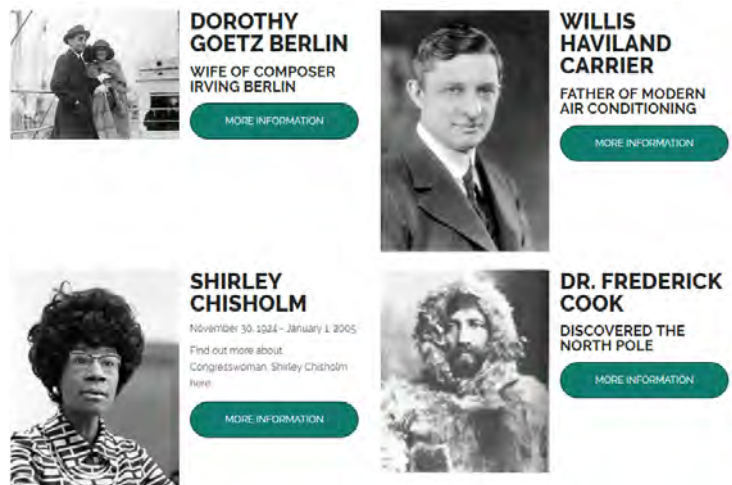 DOROTHY
GOETZ BERLIN
WIFE OF COMPOSER
IRVING BERLIN
MORE INFORMATION
WILLIS
HAVILAND
CARRIER
FATHER OF MODERN
AIR CONDITIONING
MORE INFORMATION
SHIRLEY
CHISHOLM
November 30, 1924 - January 1, 2005
Find out more about
Congresswoman, Shirley Chisholm
here.
MORE INFORMATION
DR. FREDERICK
COOK
DISCOVERED THE
NORTH POLE
MORE INFORMATION